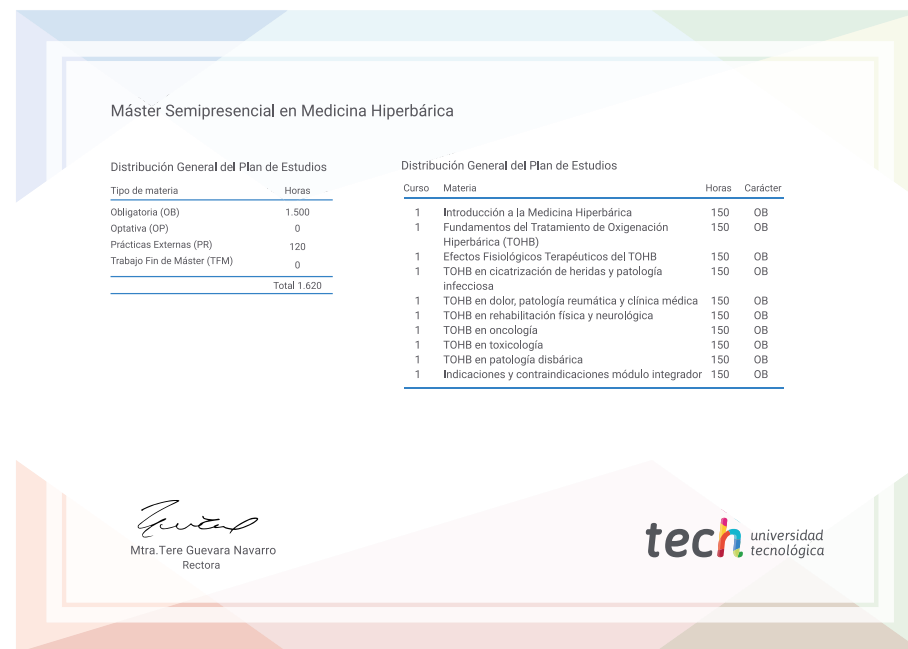 Máster Semipresencial en Medicina Hiperbárica
Distribución General del Plan de Estudios
Tipo de materia Horas
Obligatoria (OB) 1.500
Optativa (OP) 0
Prácticas Externas (PR) 120
Trabajo Fin de Máster (TFM) 0
Total 1.620
Distribución General del Plan de Estudios
Curso Materia Horas Carácter
1 Introducción a la Medicina Hiperbárica 150 OB
1 Fundamentos del Tratamiento de Oxigenación 150 OB
Hiperbárica (TOHB)
1 Efectos Fisiológicos Terapéuticos del TOHB 150 OB
1 TOHB en cicatrización de heridas y patología 150 OB
infecciosa
1 TOHB en dolor, patología reumática y clínica médica 150 OB
1 TOHB en rehabilitación física y neurológica 150 OB
1 TOHB en oncología 150 OB
1 TOHB en toxicología 150 OB
1 TOHB en patología disbárica 150 OB
1 Indicaciones y contraindicaciones módulo integrador 150 OB
Mtra.Tere Guevara Navarro
Rectora
tech universidad
tecnológica